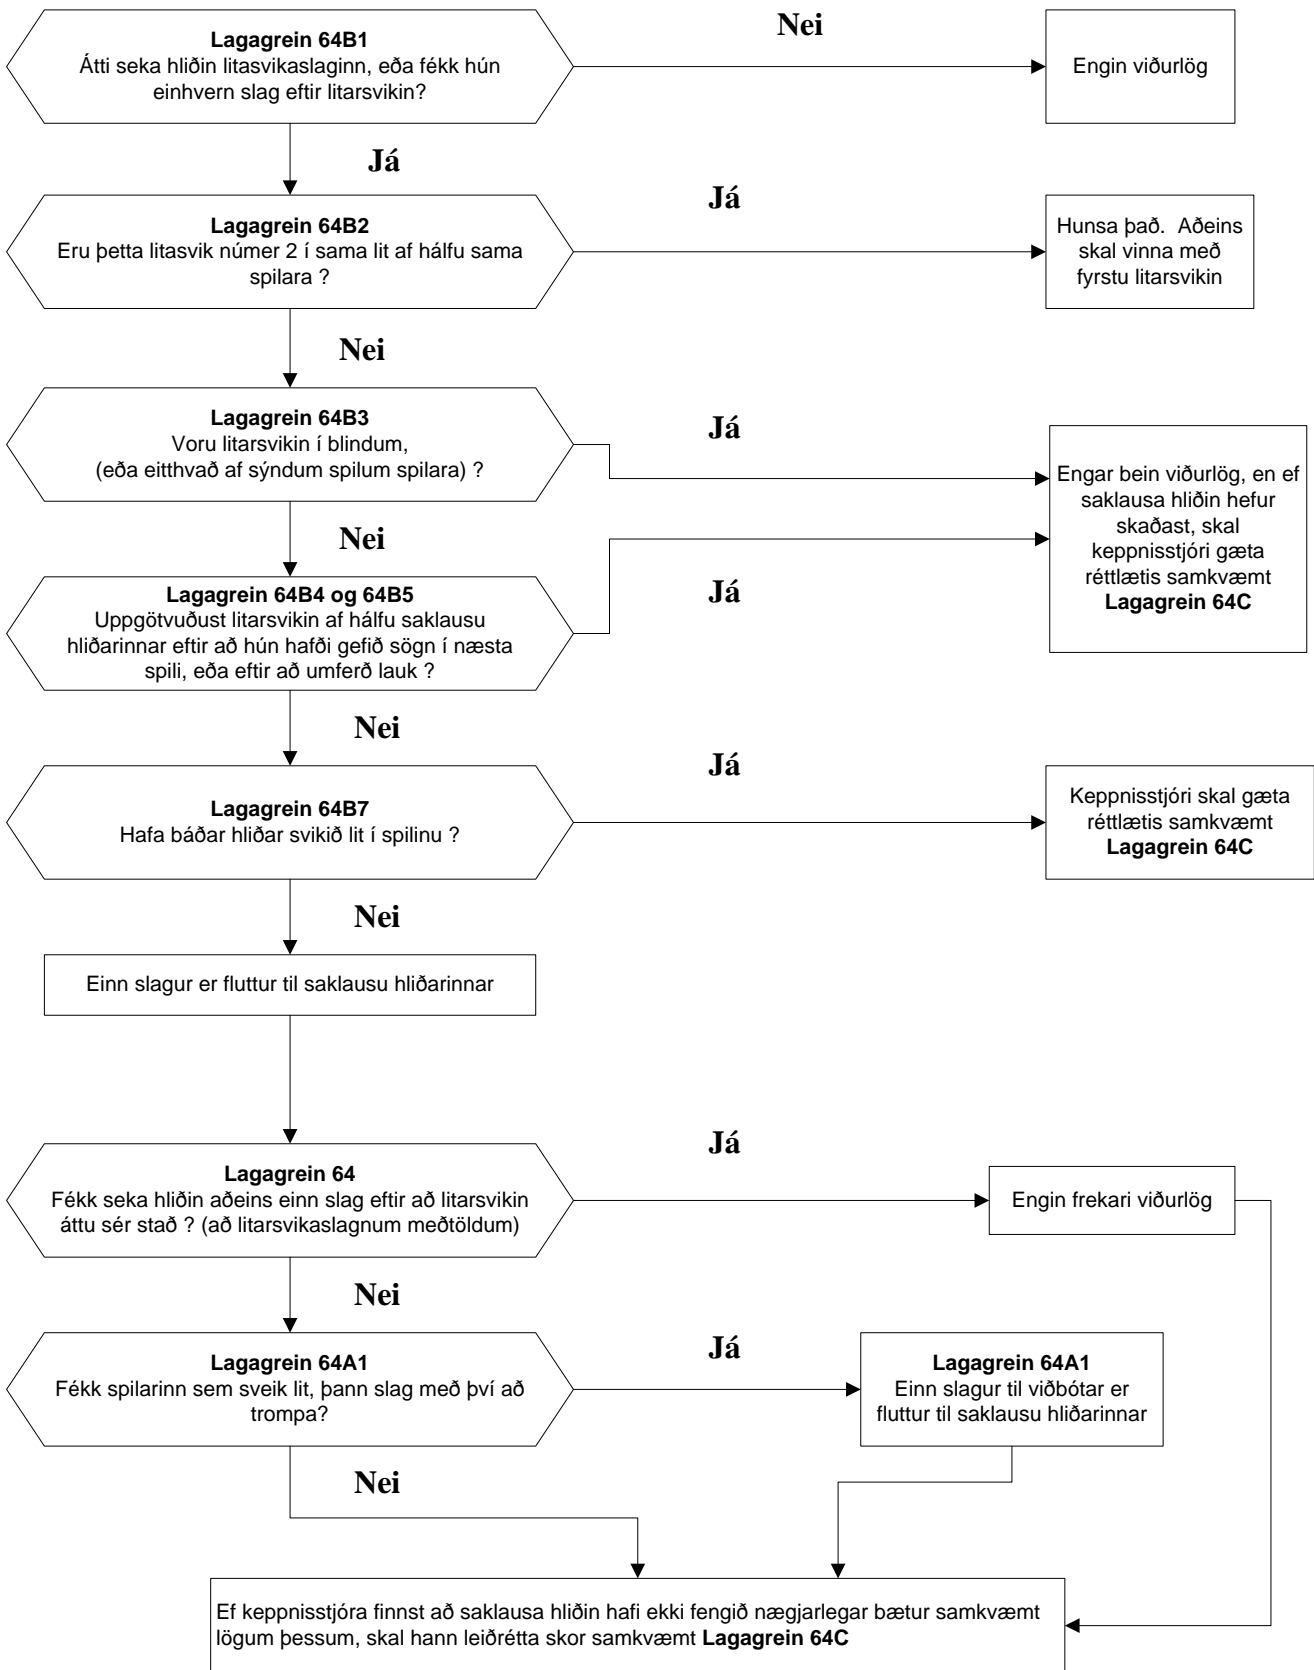 Lagagrein 64B1
Átti seka hliðin litasvikaslaginn, eða fékk hún
einhvern slag eftir litarsvikin?
Nei
Engin viðurlög
Já
Lagagrein 64B2
Eru þetta litasvik númer 2 í sama lit af hálfu sama
spilara ?
Já
Hunsa það.  Aðeins
skal vinna með
fyrstu litarsvikin
Nei
Lagagrein 64B3
Voru litarsvikin í blindum,
(eða eitthvað af sýndum spilum spilara) ?
Já
Engar bein viðurlög, en ef
saklausa hliðin hefur
skaðast, skal
keppnisstjóri gæta
réttlætis samkvæmt
Lagagrein 64C
Nei
Lagagrein 64B4 og 64B5
Uppgötvuðust litarsvikin af hálfu saklausu
hliðarinnar eftir að hún hafði gefið sögn í næsta
spili, eða eftir að umferð lauk ?
Já
Nei
Lagagrein 64B7
Hafa báðar hliðar svikið lit í spilinu ?
Já
Keppnisstjóri skal gæta
réttlætis samkvæmt
Lagagrein 64C
Nei
Einn slagur er fluttur til saklausu hliðarinnar
Lagagrein 64
Fékk seka hliðin aðeins einn slag eftir að litarsvikin
áttu sér stað ? (að litarsvikaslagnum meðtöldum)
Já
Engin frekari viðurlög
Nei
Lagagrein 64A1
Fékk spilarinn sem sveik lit, þann slag með því að
trompa?
Já
Lagagrein 64A1
Einn slagur til viðbótar er
fluttur til saklausu hliðarinnar
Nei
Ef keppnisstjóra finnst að saklausa hliðin hafi ekki fengið nægjarlegar bætur samkvæmt
lögum þessum, skal hann leiðrétta skor samkvæmt Lagagrein 64C